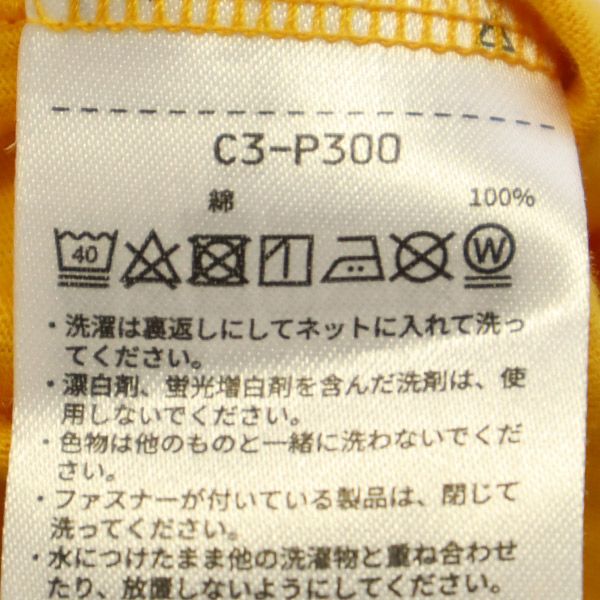 C3-P300
綿 100%
40 W
・洗濯は裏返しにしてネットに入れて洗っ
てください。
・漂白剤、蛍光増白剤を含んだ洗剤は、使
用しないでください。
・色物は他のものと一緒に洗わないでくだ
さい。
・ファスナーが付いている製品は、閉じて
洗ってください。
・水につけたまま他の洗濯物と重ね合わせ
たり、放置しないようにしてください。